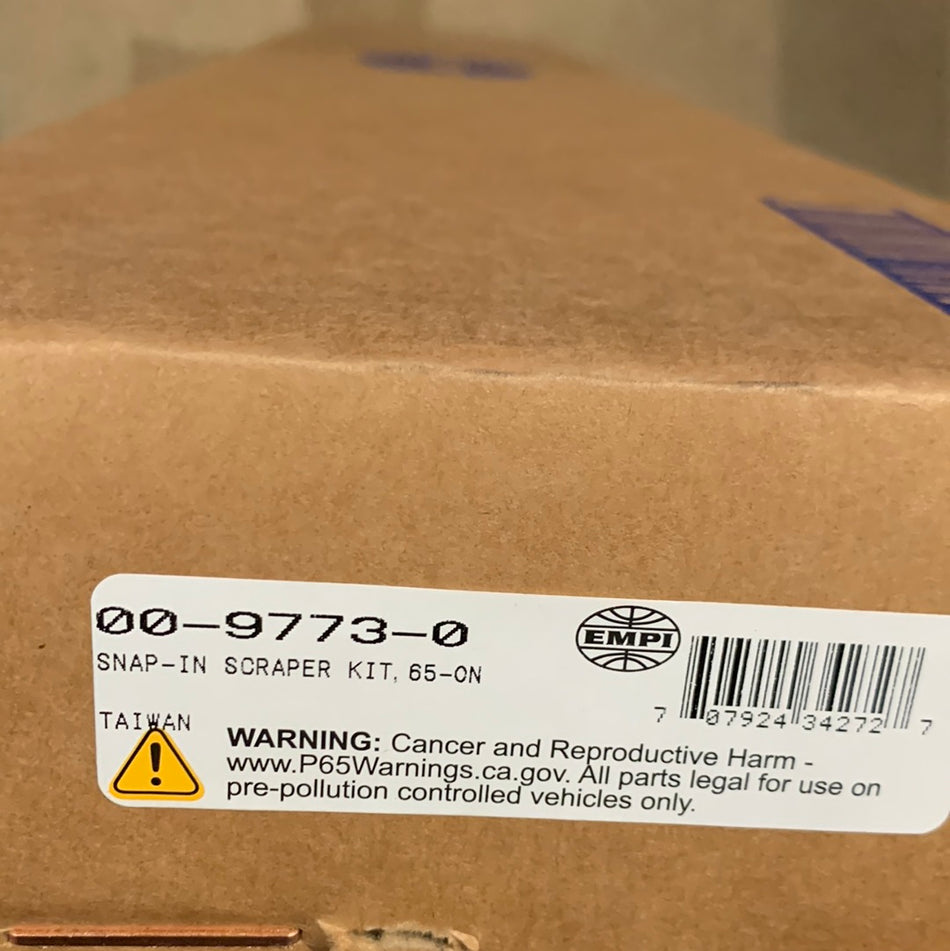 00-9773-0
SNAP-IN SCRAPER KIT, 65-ON
EMPI
7 07924 34272 7
TAIWAN
WARNING: Cancer and Reproductive Harm -
www.P65Warnings.ca.gov. All parts legal for use on
pre-pollution controlled vehicles only.